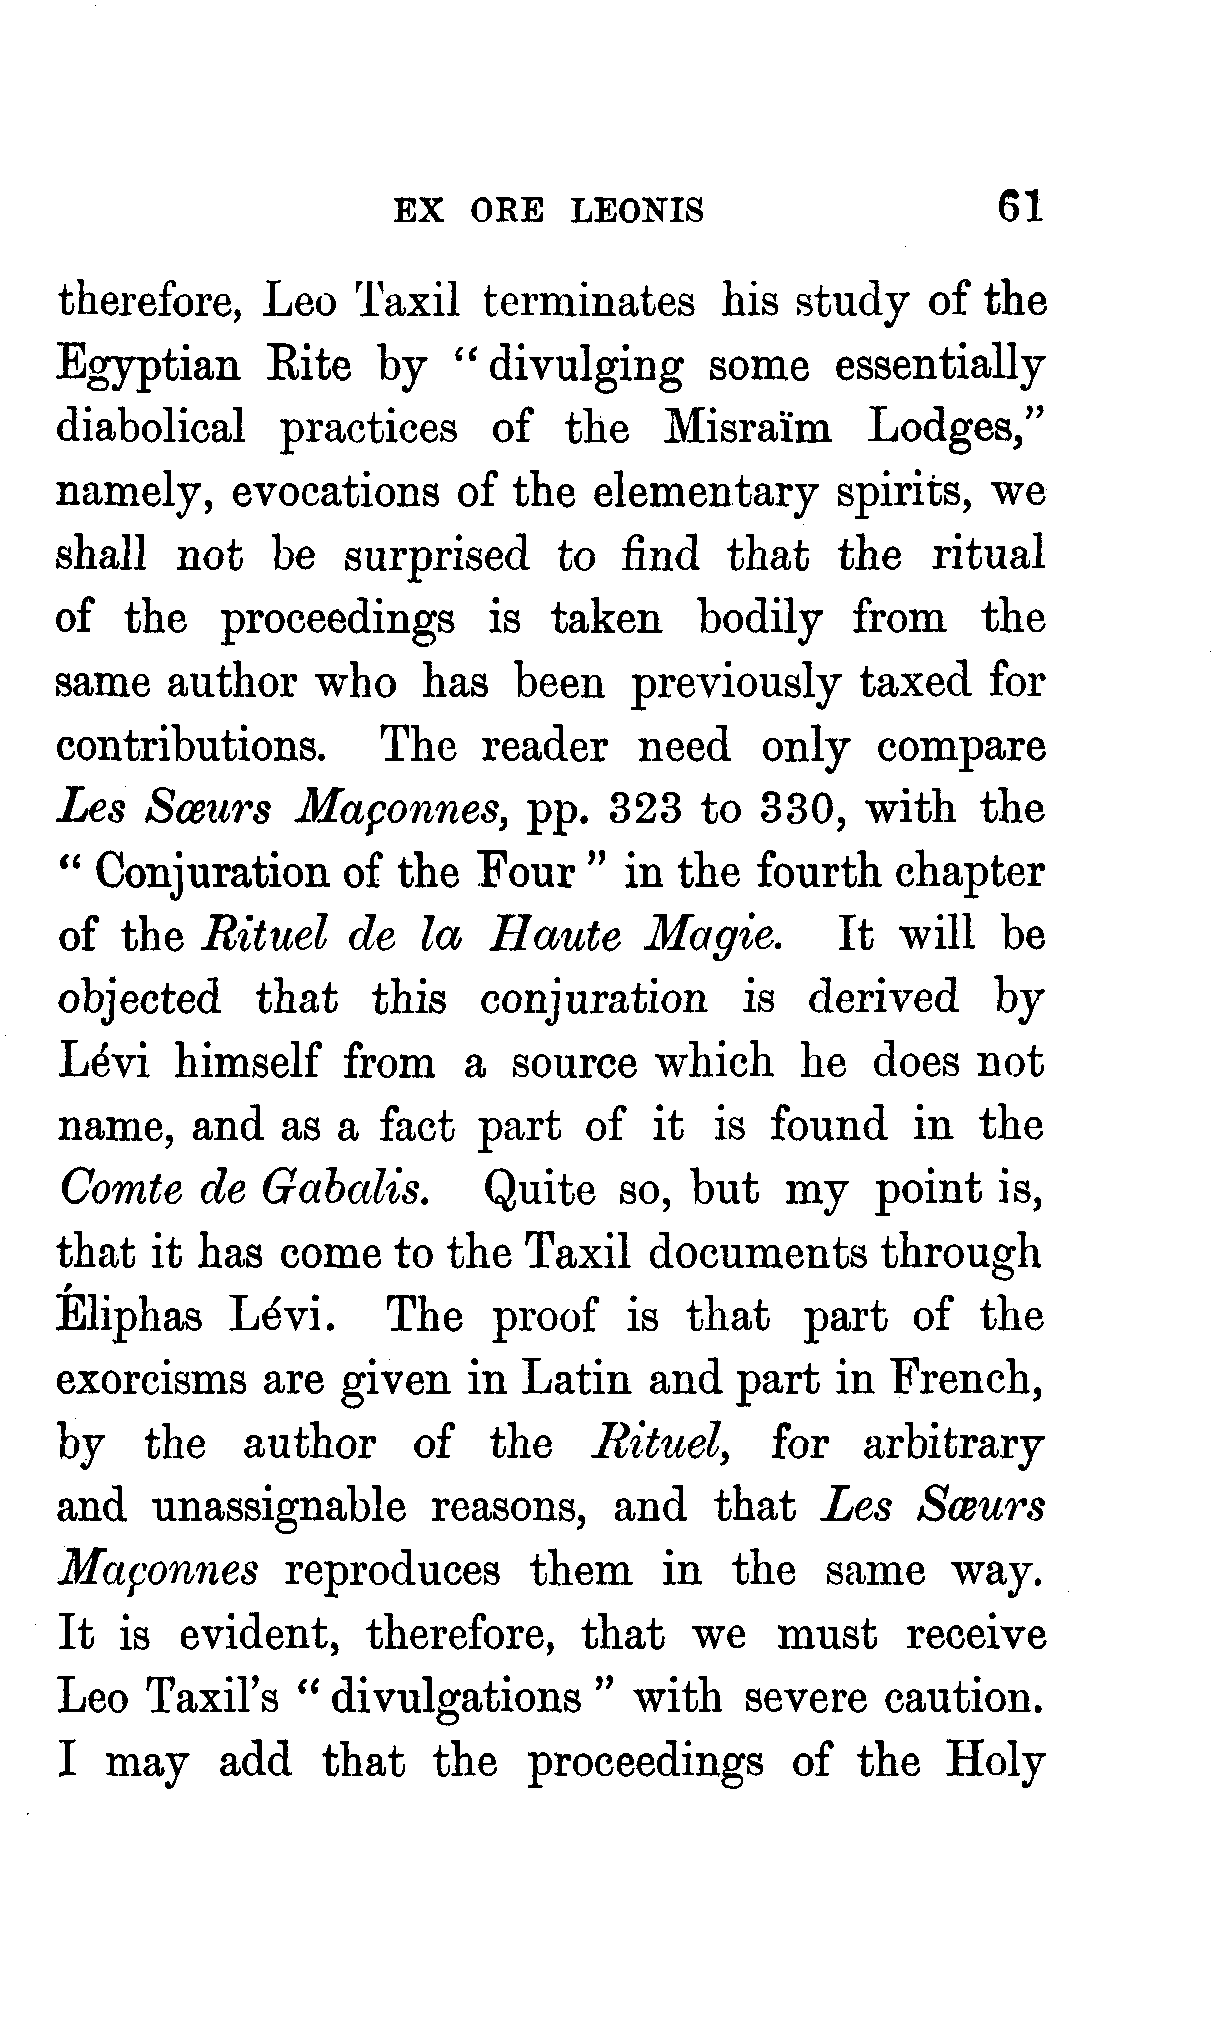 EX ORE LEONIS 61
therefore, Leo Taxil terminates his study of the
Egyptian Rite by “ divulging some essentially
diabolical practices of the Misraïm Lodges,”
namely, evocations of the elementary spirits, we
shall not be surprised to find that the ritual
of the proceedings is taken bodily from the
same author who has been previously taxed for
contributions. The reader need only compare
Les Sœurs Maçonnes, pp. 323 to 330, with the
“ Conjuration of the Four ” in the fourth chapter
of the Rituel de la Haute Magie. It will be
objected that this conjuration is derived by
Lévi himself from a source which he does not
name, and as a fact part of it is found in the
Comte de Gabalis. Quite so, but my point is,
that it has come to the Taxil documents through
Éliphas Lévi. The proof is that part of the
exorcisms are given in Latin and part in French,
by the author of the Rituel, for arbitrary
and unassignable reasons, and that Les Sœurs
Maçonnes reproduces them in the same way.
It is evident, therefore, that we must receive
Leo Taxil’s “ divulgations ” with severe caution.
I may add that the proceedings of the Holy